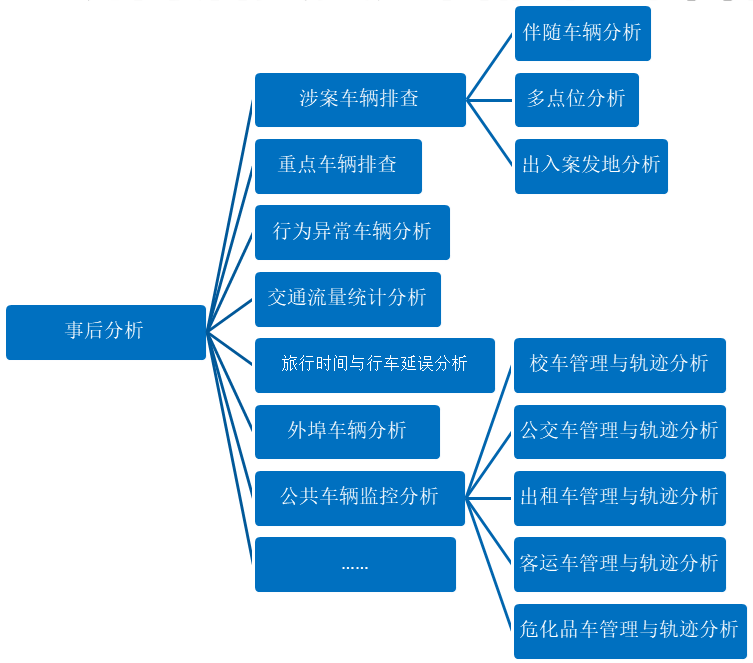 伴随车辆分析
涉案车辆排查
多点位分析
重点车辆排查
出入案发地分析
行为异常车辆分析
交通流量统计分析
事后分析
旅行时间与行车延误分析
校车管理与轨迹分析
外埠车辆分析
公交车管理与轨迹分析
公共车辆监控分析
出租车管理与轨迹分析
……
客运车管理与轨迹分析
危化品车管理与轨迹分析